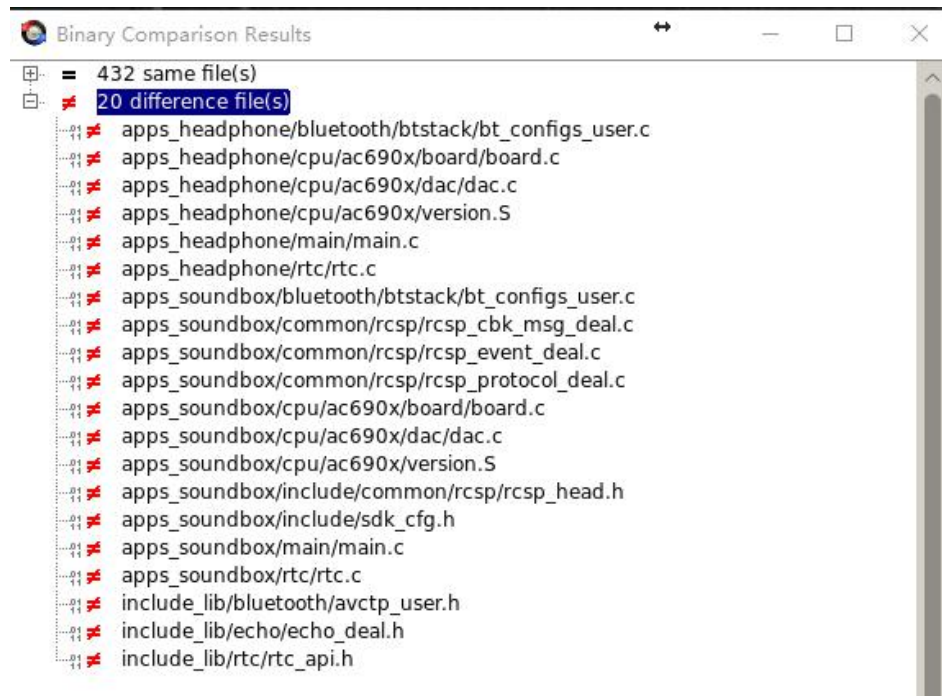 Binary Comparison Results
= 432 same file(s)
≠ 20 difference file(s)
apps_headphone/bluetooth/btstack/bt_configs_user.c
apps_headphone/cpu/ac690x/board/board.c
apps_headphone/cpu/ac690x/dac/dac.c
apps_headphone/cpu/ac690x/version.S
apps_headphone/main/main.c
apps_headphone/rtc/rtc.c
apps_soundbox/bluetooth/btstack/bt_configs_user.c
apps_soundbox/common/rcsp/rcsp_cbk_msg_deal.c
apps_soundbox/common/rcsp/rcsp_event_deal.c
apps_soundbox/common/rcsp/rcsp_protocol_deal.c
apps_soundbox/cpu/ac690x/board/board.c
apps_soundbox/cpu/ac690x/dac/dac.c
apps_soundbox/cpu/ac690x/version.S
apps_soundbox/include/common/rcsp/rcsp_head.h
apps_soundbox/include/sdk_cfg.h
apps_soundbox/main/main.c
apps_soundbox/rtc/rtc.c
include_lib/bluetooth/avctp_user.h
include_lib/echo/echo_deal.h
include_lib/rtc/rtc_api.h